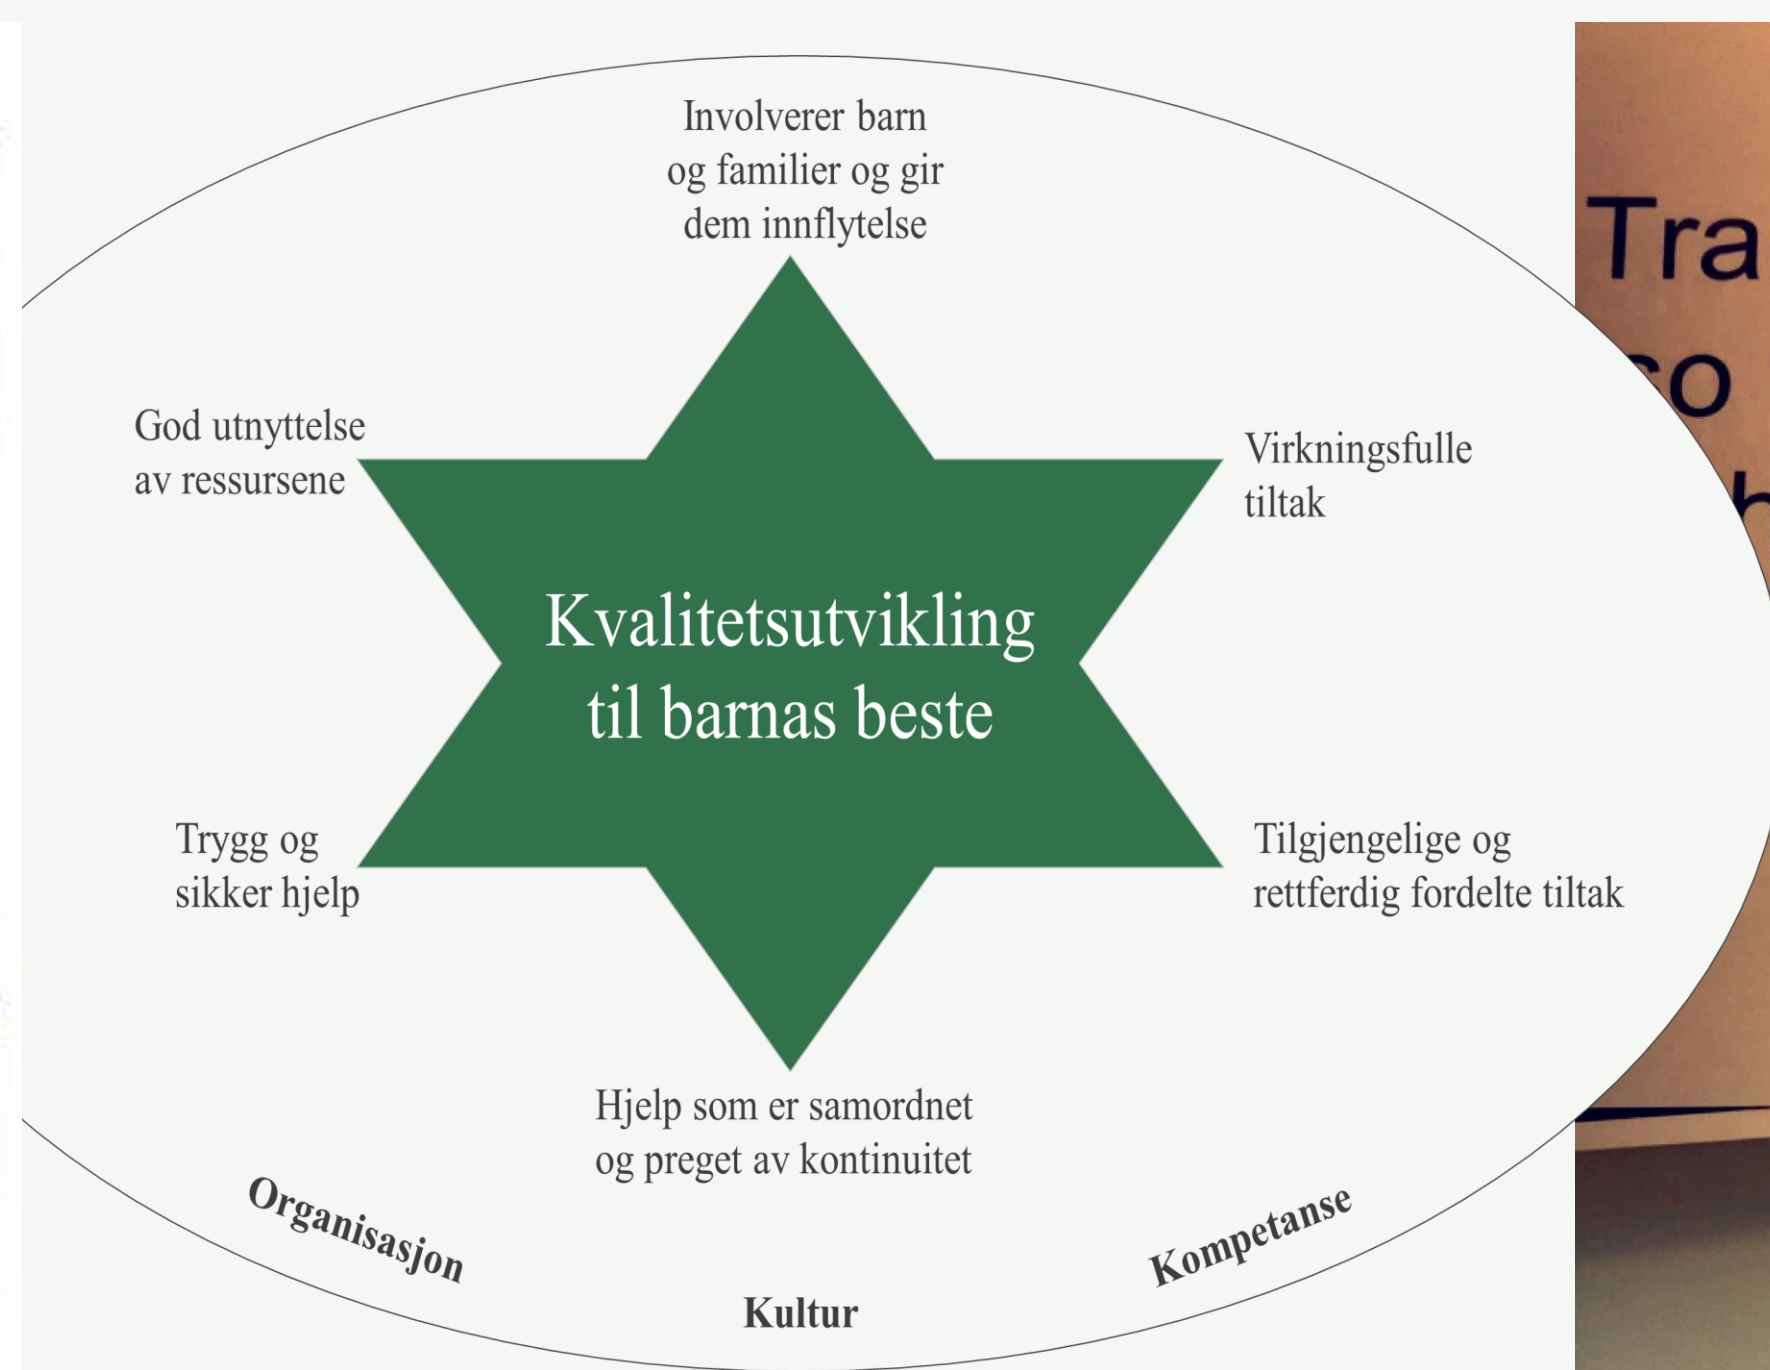 Involverer barn
og familier og gir
dem innflytelse
God utnyttelse
av ressursene
Virkningsfulle
tiltak
Kvalitetsutvikling
til barnas beste
Trygg og
sikker hjelp
Tilgjengelige og
rettferdig fordelte tiltak
Hjelp som er samordnet
og preget av kontinuitet
Organisasjon
Kultur
Kompetanse
Tra